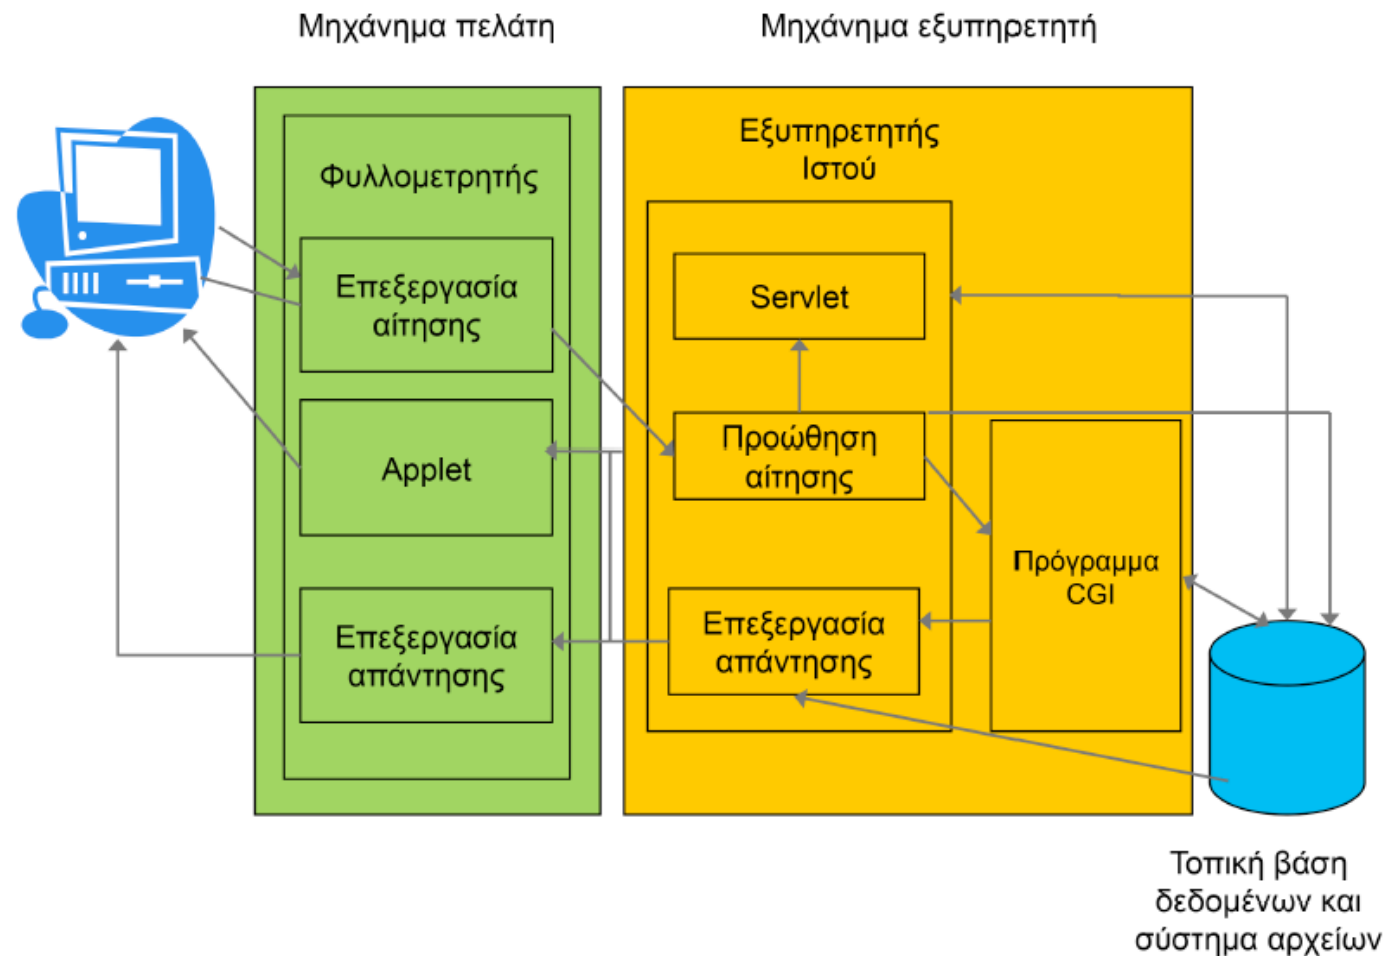 Μηχάνημα πελάτη
Μηχάνημα εξυπηρετητή
Φυλλομετρητής
Επεξεργασία
αίτησης
Applet
Επεξεργασία
απάντησης
Εξυπηρετητής
Ιστού
Servlet
Προώθηση
αίτησης
Επεξεργασία
απάντησης
Πρόγραμμα
CGI
Τοπική βάση
δεδομένων και
σύστημα αρχείων